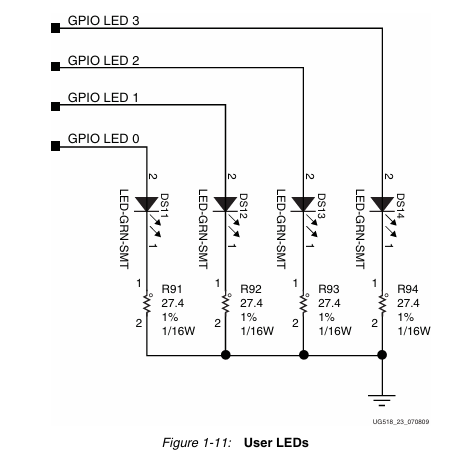 GPIO LED 3
GPIO LED 2
GPIO LED 1
GPIO LED 0
2
2
2
2
LED-GRN-SMT
DS11
LED-GRN-SMT
DS12
LED-GRN-SMT
DS13
LED-GRN-SMT
DS14
1
1
1
1
1
R91
27.4
1%
1/16W
2
1
R92
27.4
1%
1/16W
2
1
R93
27.4
1%
1/16W
2
1
R94
27.4
1%
1/16W
2
UG518_23_070809
Figure 1-11: User LEDs